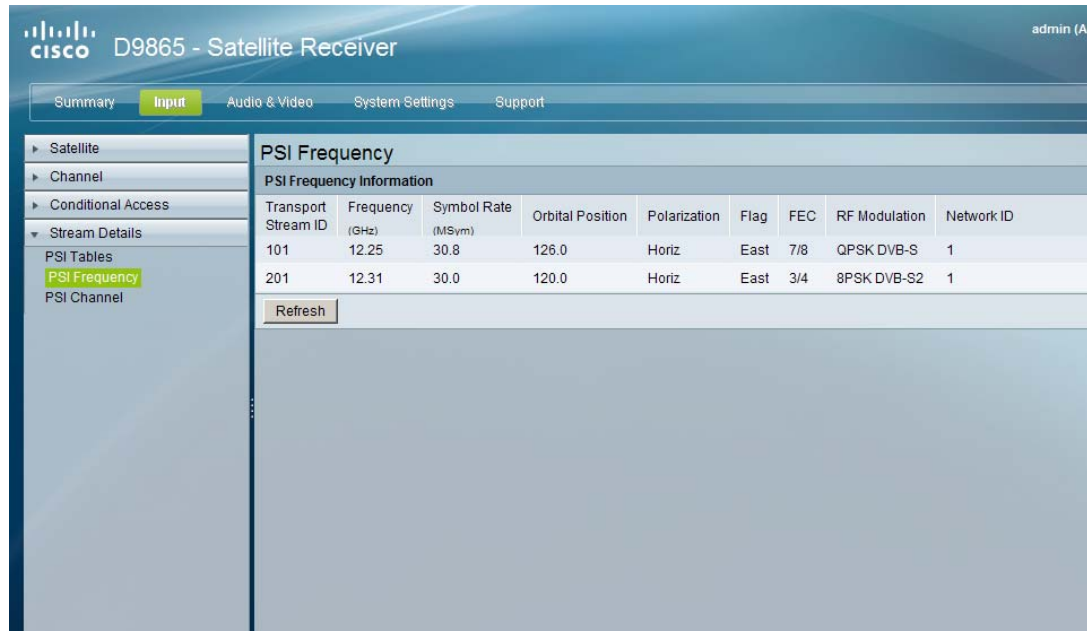 CISCO D9865 - Satellite Receiver
admin (A
Summary Input Audio & Video System Settings Support
Satellite
Channel
Conditional Access
Stream Details
PSI Tables
PSI Frequency
PSI Channel
PSI Frequency
PSI Frequency Information
Transport Stream ID Frequency (GHz) Symbol Rate (MSym) Orbital Position Polarization Flag FEC RF Modulation Network ID
101 12.25 30.8 126.0 Horiz East 7/8 QPSK DVB-S 1
201 12.31 30.0 120.0 Horiz East 3/4 8PSK DVB-S2 1
Refresh